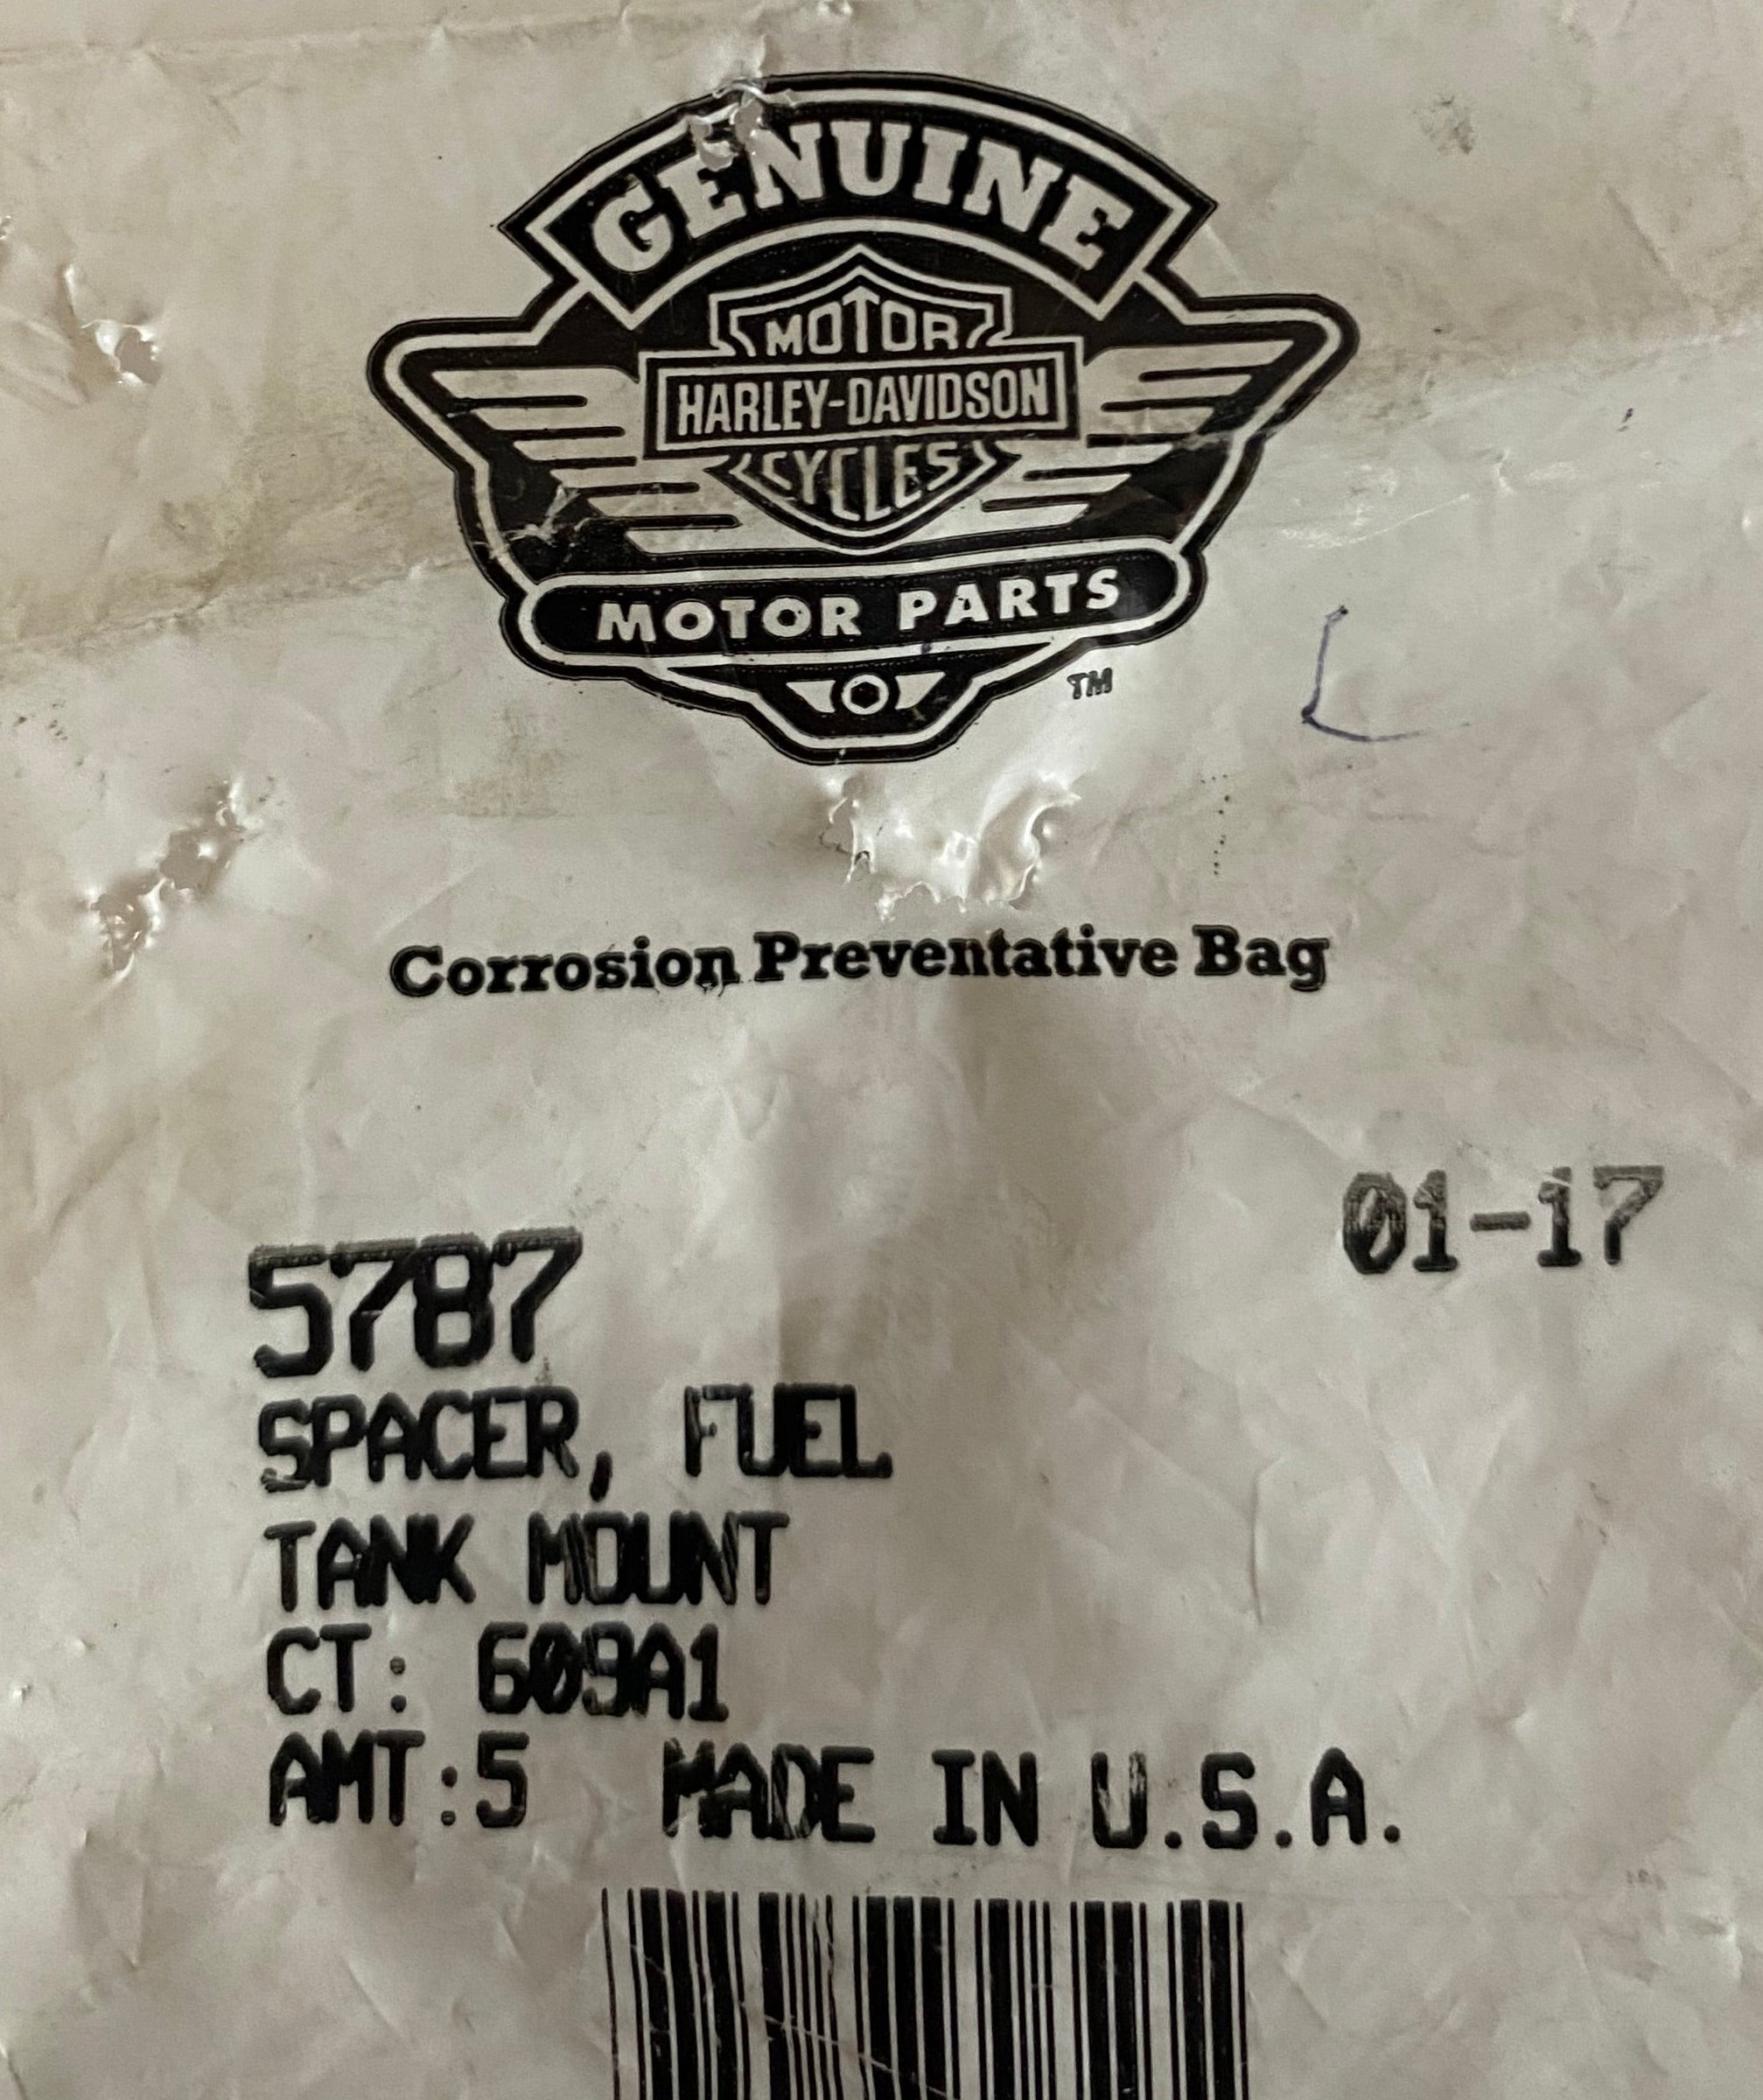 GENUINE
MOTOR
HARLEY-DAVIDSON
CYCLES
MOTOR PARTS
TM
Corrosion Preventative Bag
01-17
5787
SPACER, FUEL
TANK MOUNT
CT: 609A1
AMT:5 MADE IN U.S.A.